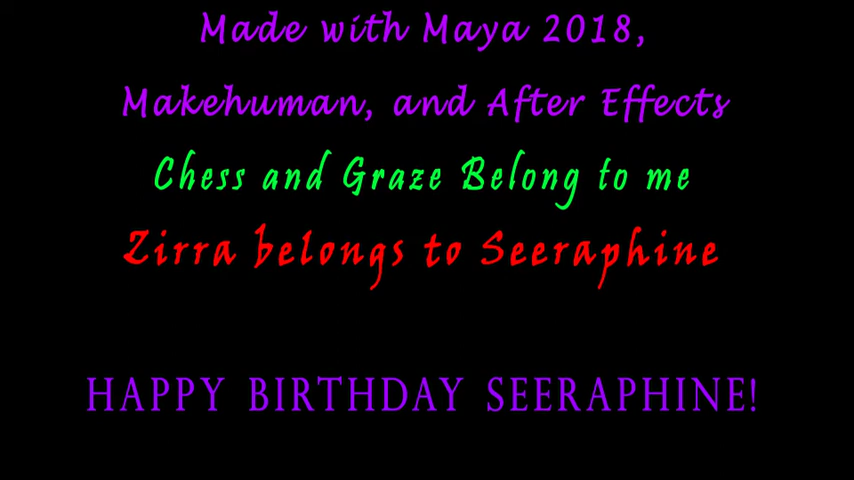 Made with Maya 2018,
Makehuman, and After Effects
Chess and Graze Belong to me
Zirra belongs to Seeraphine
HAPPY BIRTHDAY SEERAPHINE!